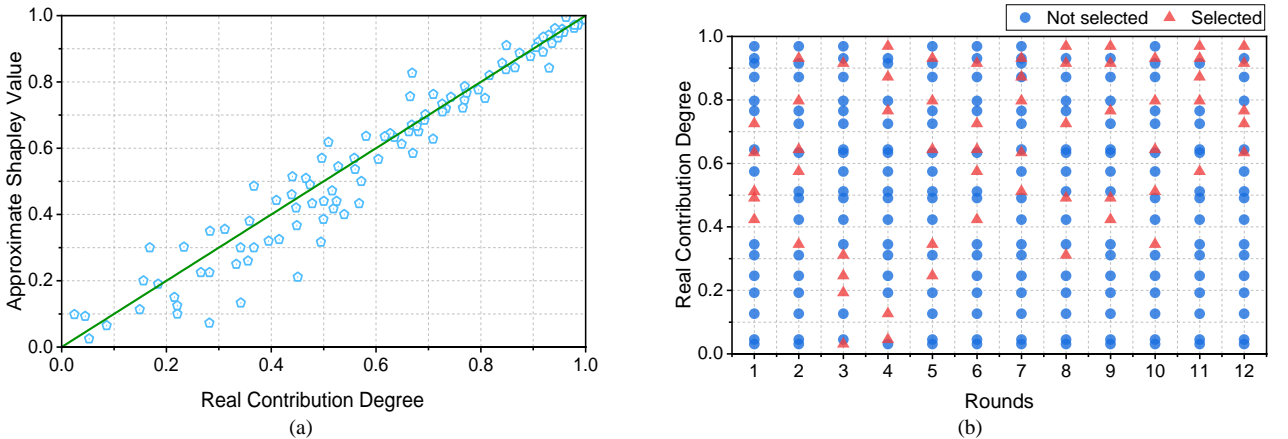 1.0
0.8
0.6
0.4
0.2
0.0
0.0 0.2 0.4 0.6 0.8 1.0
Approximate Shapley Value
Real Contribution Degree
(a)
Not selected Selected
1.0
0.8
0.6
0.4
0.2
0.0
1 2 3 4 5 6 7 8 9 10 11 12
Real Contribution Degree
Rounds
(b)